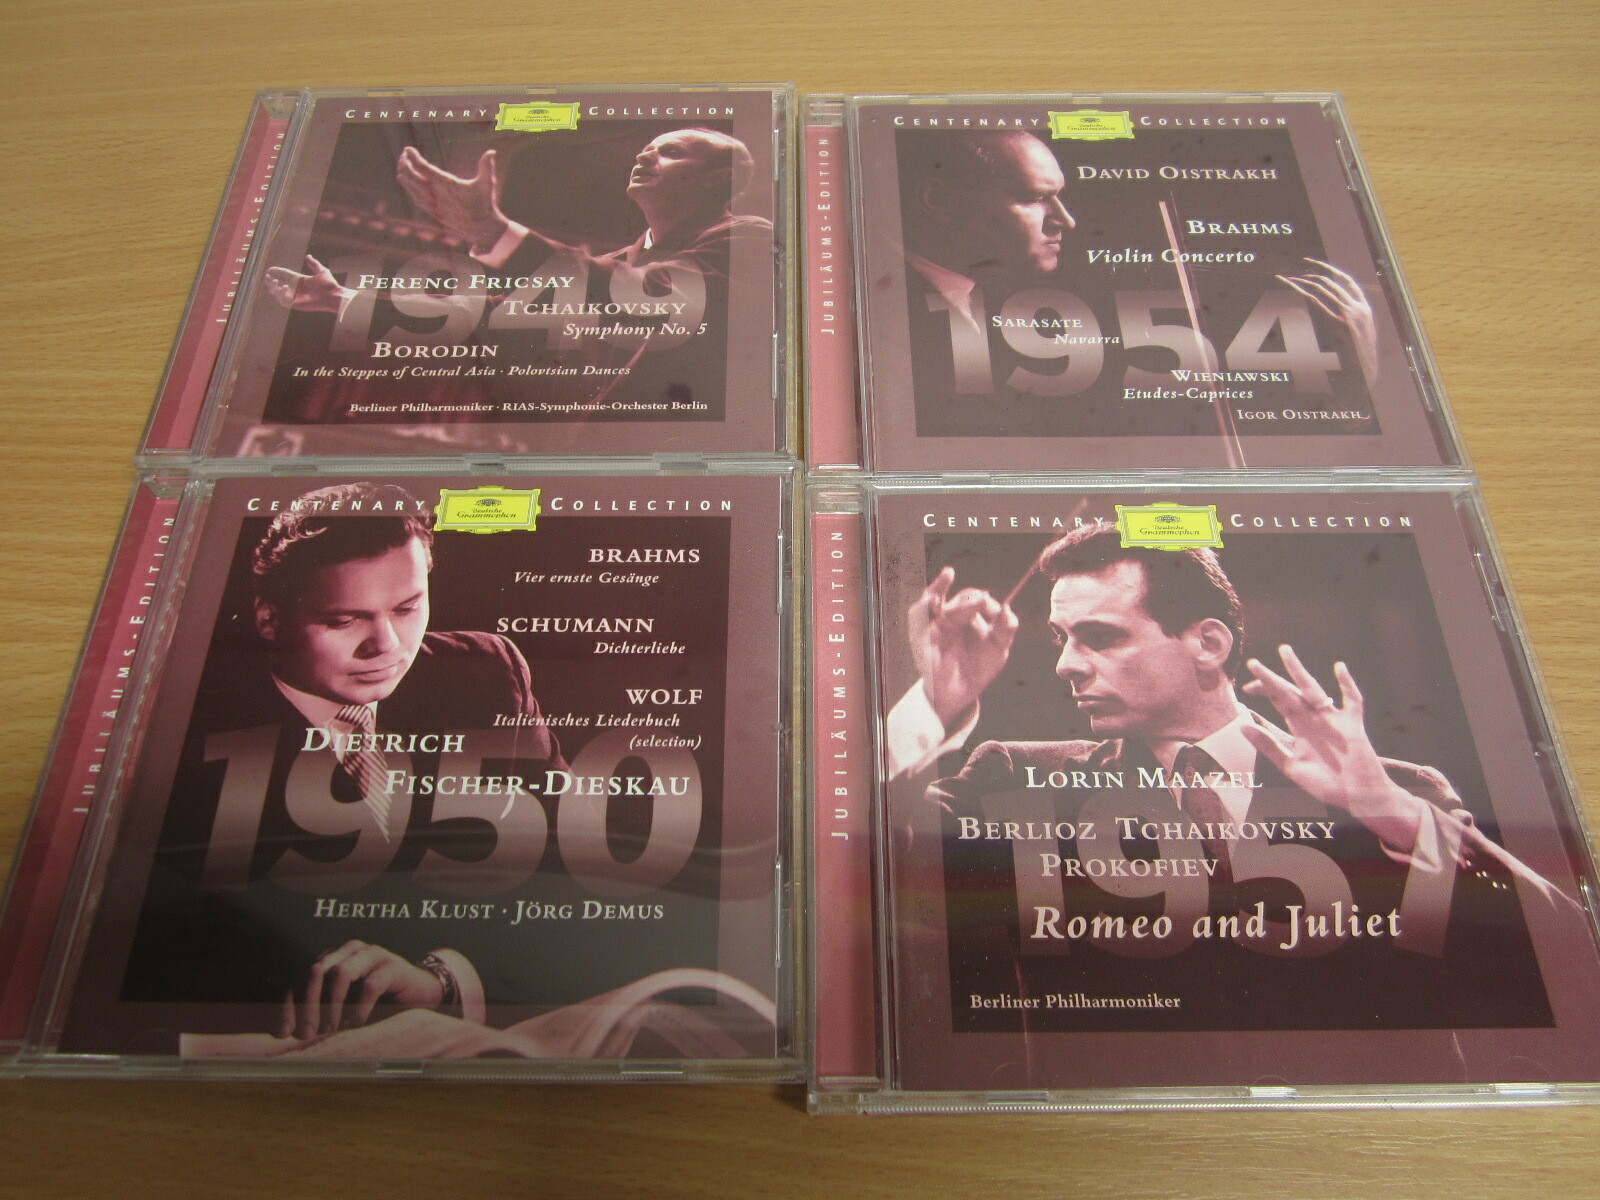 CENTENARY Deutsche Grammophon COLLECTION
JUBILÄUMS-EDITION
1949
FERENC FRICSAY
TCHAIKOVSKY
Symphony No. 5
BORODIN
In the Steppes of Central Asia · Polovtsian Dances
Berliner Philharmoniker · RIAS-Symphonie-Orchester Berlin
CENTENARY Deutsche Grammophon COLLECTION
JUBILÄUMS-EDITION
DAVID OISTRAKH
BRAHMS
Violin Concerto
1954
SARASATE
Navarra
WIENIAWSKI
Etudes-Caprices
IGOR OISTRAKH
CENTENARY Deutsche Grammophon COLLECTION
JUBILÄUMS-EDITION
BRAHMS
Vier ernste Gesänge
SCHUMANN
Dichterliebe
WOLF
Italienisches Liederbuch
(selection)
DIETRICH
FISCHER-DIESKAU
1950
HERTHA KLUST · JÖRG DEMUS
CENTENARY Deutsche Grammophon COLLECTION
JUBILÄUMS-EDITION
LORIN MAAZEL
BERLIOZ TCHAIKOVSKY
PROKOFIEV
1957
Romeo and Juliet
Berliner Philharmoniker